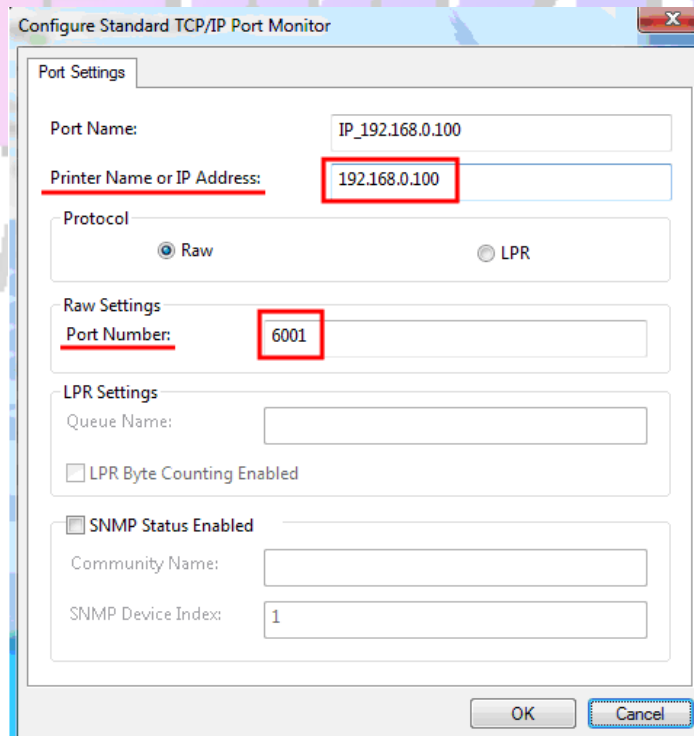 Configure Standard TCP/IP Port Monitor
Port Settings
Port Name: IP_192.168.0.100
Printer Name or IP Address: 192.168.0.100
Protocol
Raw LPR
Raw Settings
Port Number: 6001
LPR Settings
Queue Name:
LPR Byte Counting Enabled
SNMP Status Enabled
Community Name:
SNMP Device Index: 1
OK Cancel